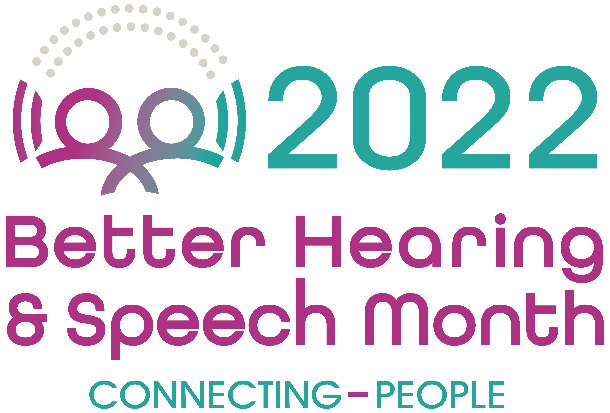 2022
Better Hearing
& Speech Month
CONNECTING–PEOPLE